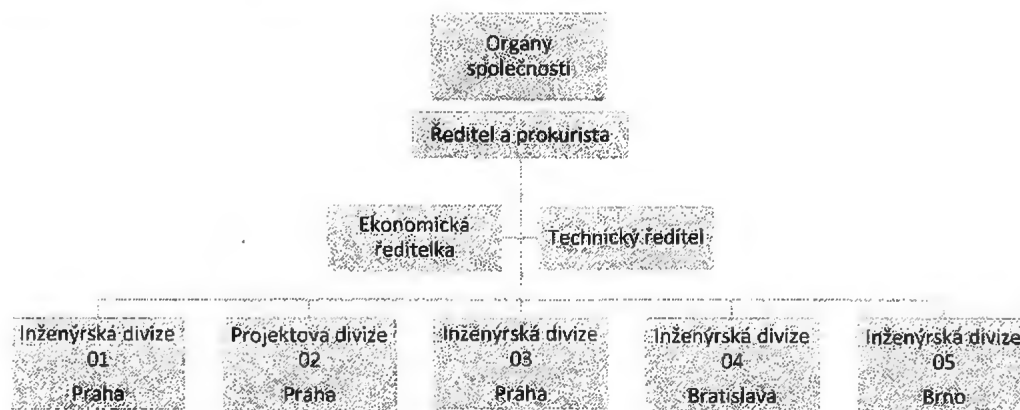 Orgány
společnosti
Ředitel a prokurista
Ekonomická
ředitelka
Technický ředitel
Inženýrská divize
01
Praha
Projektová divize
02
Praha
Inženýrská divize
03
Praha
Inženýrská divize
04
Bratislava
Inženýrská divize
05
Brno